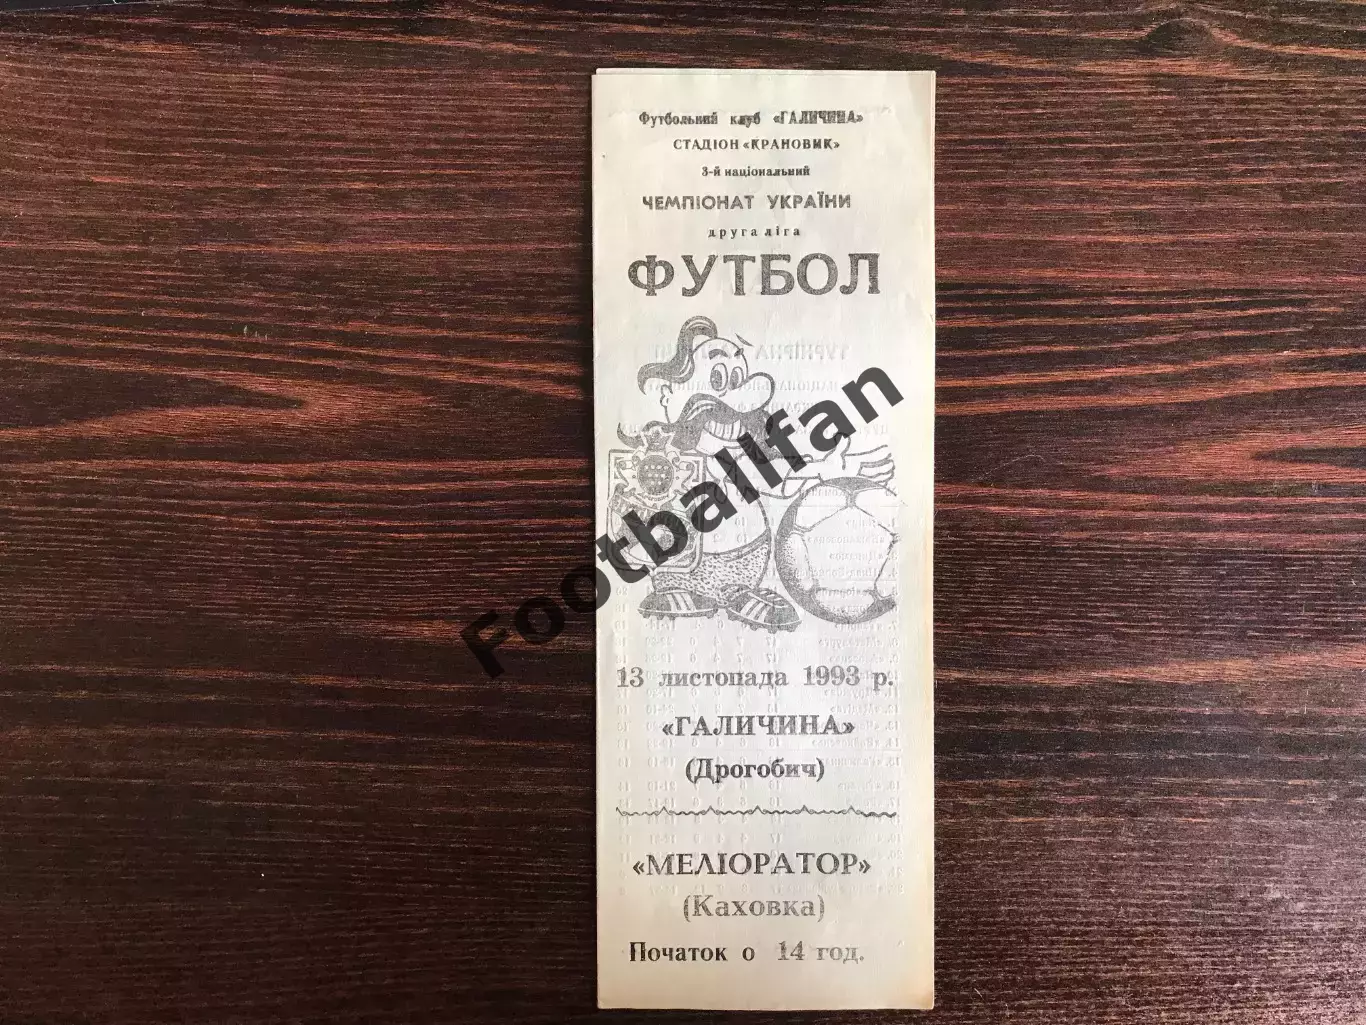 Футбольний клуб «ГАЛИЧИНА»
СТАДІОН «КРАНОВИК»
3-й національний
ЧЕМПІОНАТ УКРАЇНИ
друга ліга
ФУТБОЛ
Footballfan
13 листопада 1993 р.
«ГАЛИЧИНА»
(Дрогобич)
«МЕЛІОРАТОР»
(Каховка)
Початок о 14 год.